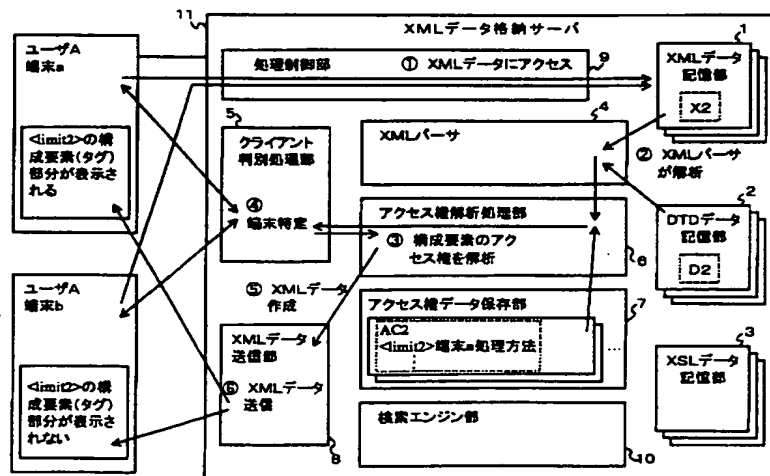 11
XMLデータ格納サーバ
ユーザA
端末a
<limit2>の構
成要素(タグ)
部分が表示され
る
処理制御部
① XMLデータにアクセス
9
1
XMLデータ
記憶部
X2
5
クライアント
判別処理部
④
端末特定
4
XMLパーサ
② XMLパーサ
が解析
アクセス権解析処理部
③ 構成要素のアク
セス権を解析
6
2
DTDデータ
記憶部
D2
ユーザA
端末b
<limit2>の
構成要素(タグ)
部分が表示さ
れない
⑤ XMLデータ
作成
アクセス権データ保存部
7
AC2
<limit2>端末a処理方法
...
XMLデータ
送信部
⑥ XMLデータ
送信
8
検索エンジン部
10
3
XSLデータ
記憶部